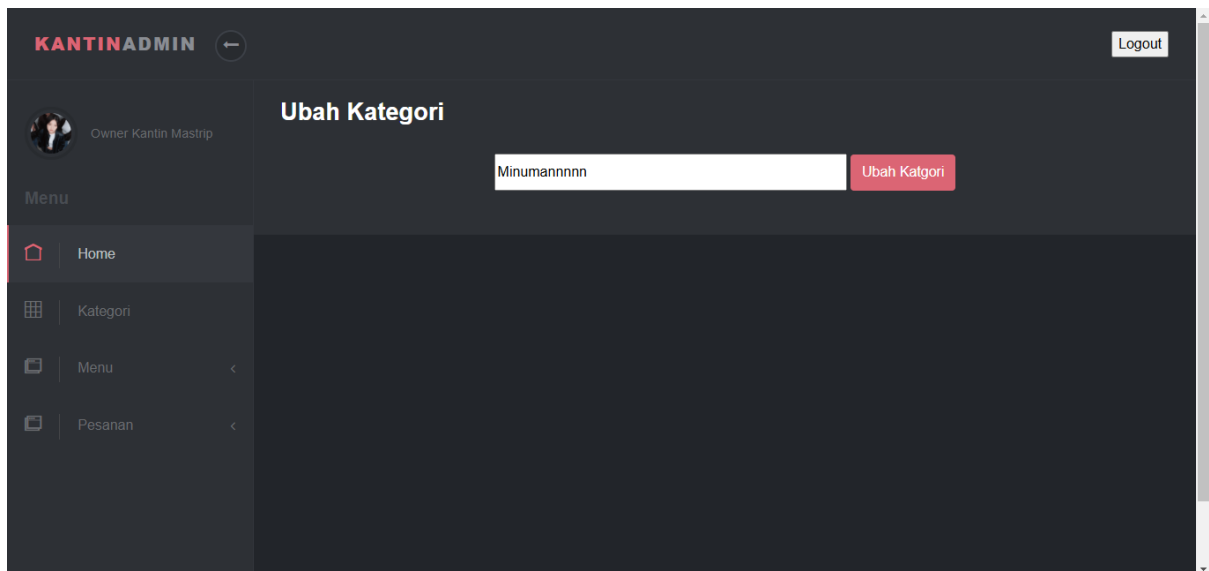 KANTINADMIN
Logout
Owner Kantin Mastrip
Menu
Home
Kategori
Menu
Pesanan
Ubah Kategori
Minumannnnn
Ubah Katgori